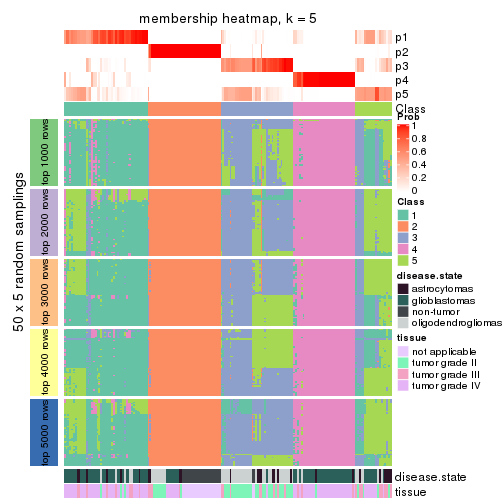 membership heatmap, k = 5
p1
p2
p3
p4
p5
Class
50 x 5 random samplings
top 1000 rows
top 2000 rows
top 3000 rows
top 4000 rows
top 5000 rows
Prob
1
0.8
0.6
0.4
0.2
0
Class
1
2
3
4
5
disease.state
astrocytomas
glioblastomas
non-tumor
oligodendrogliomas
tissue
not applicable
tumor grade II
tumor grade III
tumor grade IV
disease.state
tissue